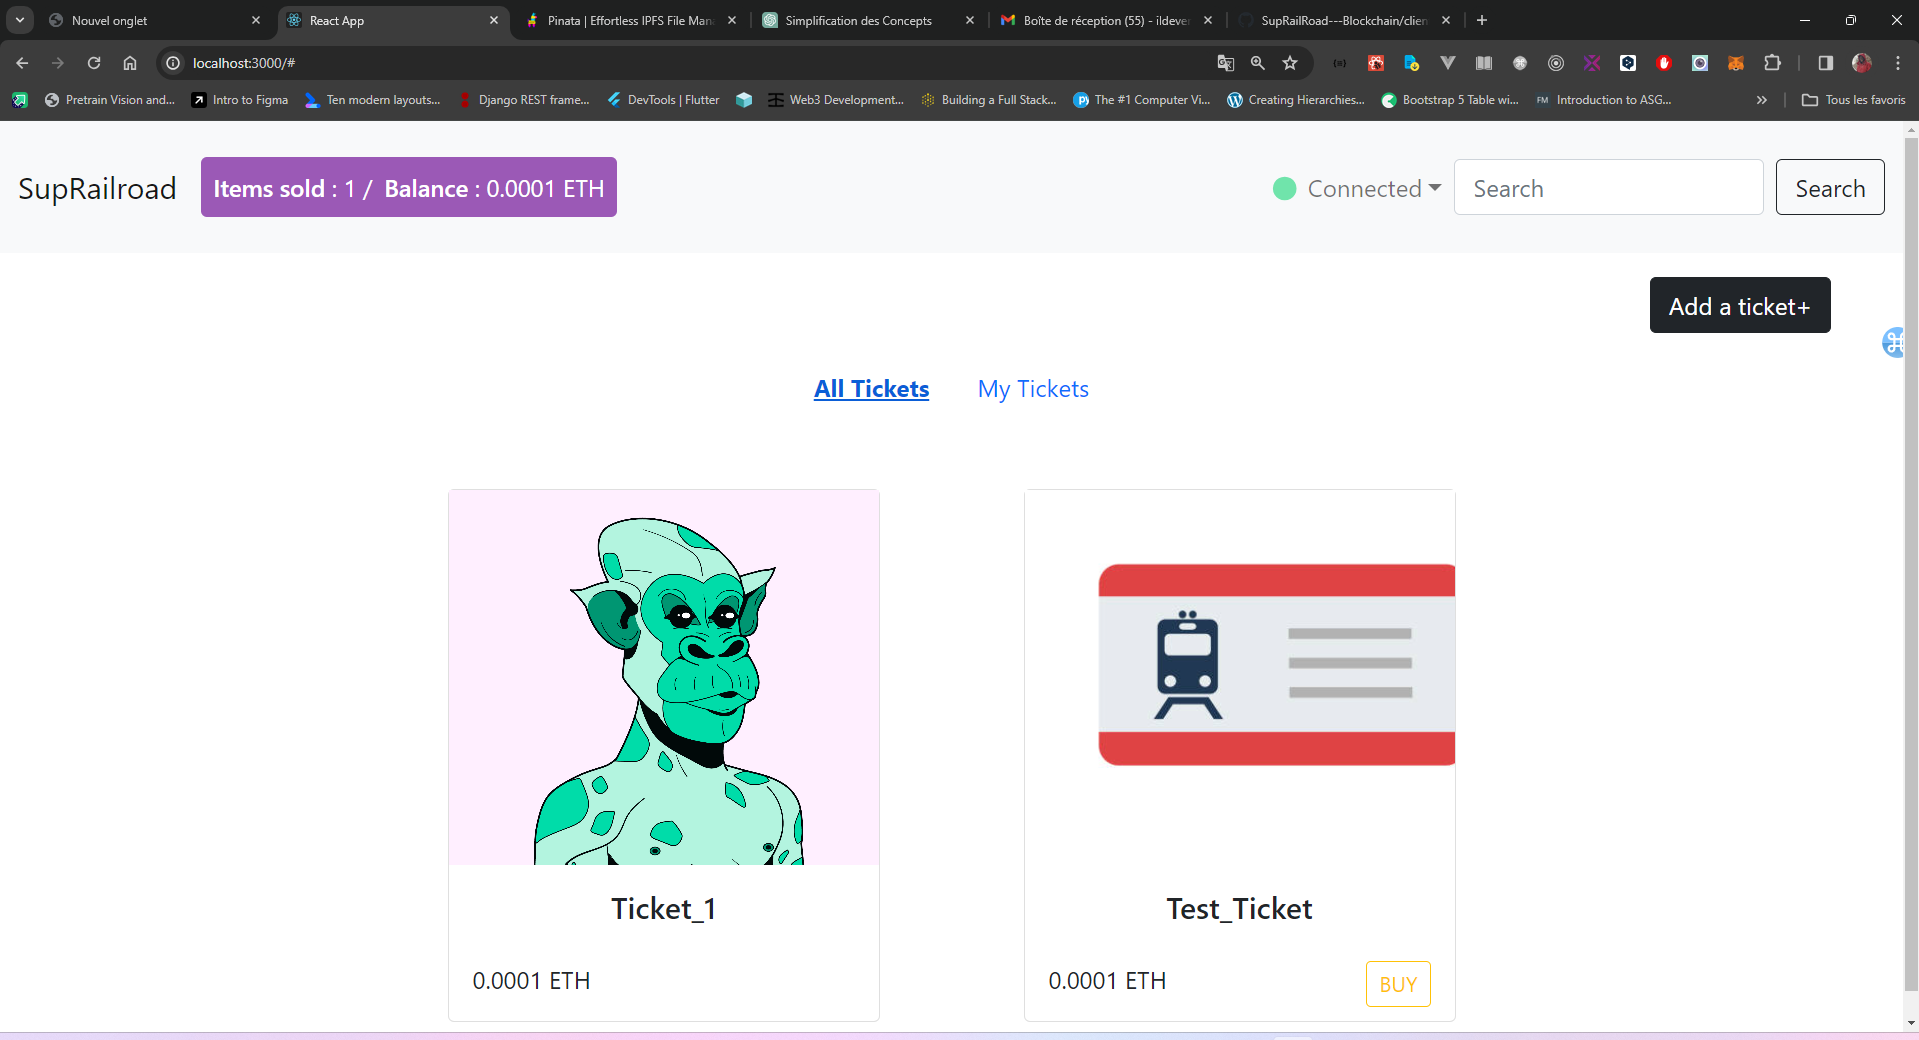 Nouvel onglet
React App
Pinata | Effortless IPFS File Man
Simplification des Concepts
Boîte de réception (55) - ildever
SupRailRoad---Blockchain/clien
localhost:3000/#
Pretrain Vision and...
Intro to Figma
Ten modern layouts...
Django REST frame...
DevTools | Flutter
Web3 Development...
Building a Full Stack...
The #1 Computer Vi...
Creating Hierarchies...
Bootstrap 5 Table wi...
FM
Introduction to ASG...
Tous les favoris
SupRailroad
Items sold : 1 / Balance : 0.0001 ETH
Connected
Search
Search
Add a ticket+
All Tickets
My Tickets
Ticket_1
0.0001 ETH
Test_Ticket
0.0001 ETH
BUY